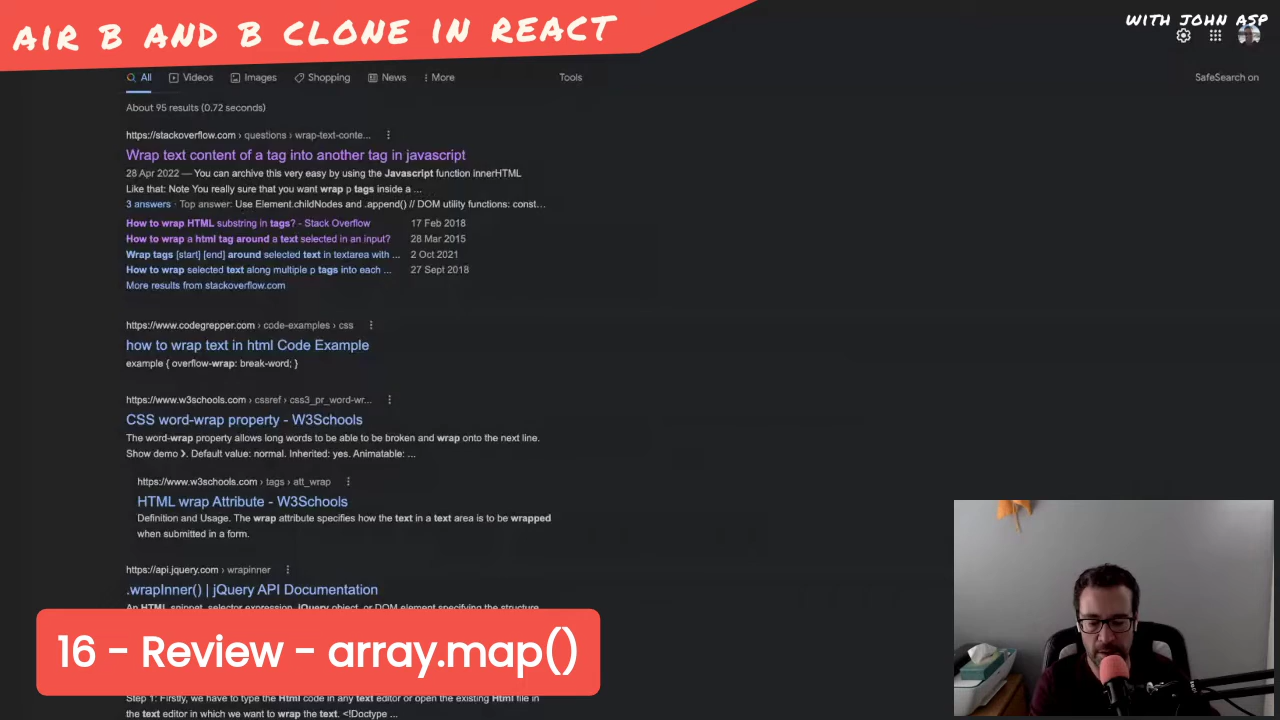 AIR B AND B CLONE IN REACT
WITH JOHN ASP
All
Videos
Images
Shopping
News
More
Tools
SafeSearch on
About 95 results (0,72 seconds)
https://stackoverflow.com › questions › wrap-text-conte...
Wrap text content of a tag into another tag in javascript
28 Apr 2022 — You can archive this very easy by using the Javascript function innerHTML
Like that: Note You really sure that you want wrap p tags inside a ...
3 answers · Top answer: Use Element.childNodes and .append() // DOM utility functions: const…
How to wrap HTML substring in tags? - Stack Overflow 17 Feb 2018
How to wrap a html tag around a text selected in an input? 28 Mar 2015
Wrap tags [start] [end] around selected text in textarea with ... 2 Oct 2021
How to wrap selected text along multiple p tags into each ... 27 Sept 2018
More results from stackoverflow.com
https://www.codegrepper.com › code-examples › css
how to wrap text in html Code Example
example { overflow-wrap: break-word; }
https://www.w3schools.com › cssref › css3_pr_word-wr...
CSS word-wrap property - W3Schools
The word-wrap property allows long words to be able to be broken and wrap onto the next line.
Show demo ❯. Default value: normal. Inherited: yes. Animatable: ...
https://www.w3schools.com › tags › att_wrap
HTML wrap Attribute - W3Schools
Definition and Usage. The wrap attribute specifies how the text in a text area is to be wrapped
when submitted in a form.
https://api.jquery.com › wrapinner
.wrapInner() | jQuery API Documentation
An HTML snippet, selector expression, jQuery object, or DOM element specifying the structure
16 - Review - array.map()
Step 1: Firstly, we have to type the Html code in any text editor or open the existing Html file in
the text editor in which we want to wrap the text. <!Doctype ...